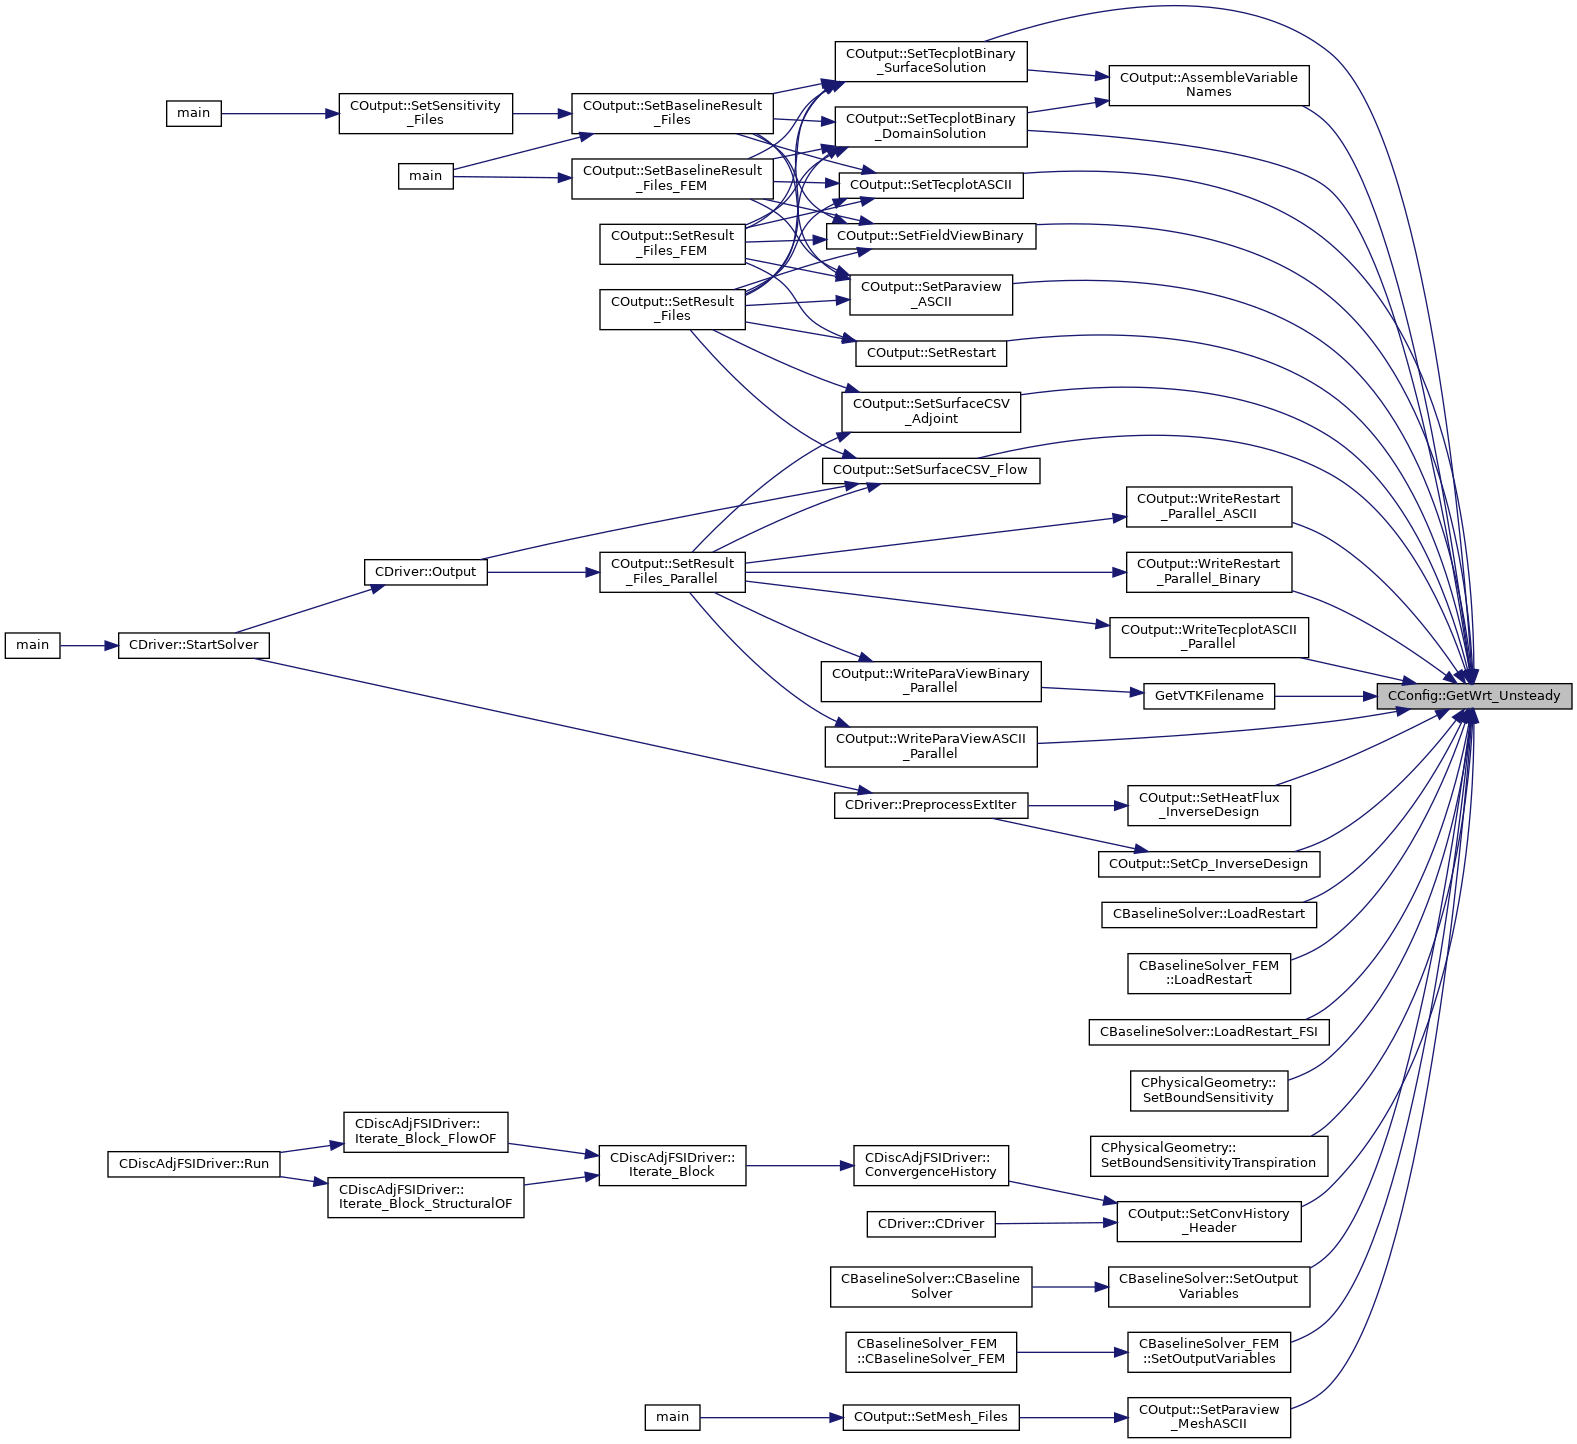 COutput::SetTecplotBinary
_SurfaceSolution
COutput::AssembleVariable
Names
main
COutput::SetSensitivity
_Files
COutput::SetBaselineResult
_Files
COutput::SetTecplotBinary
_DomainSolution
main
COutput::SetBaselineResult
_Files_FEM
COutput::SetTecplotASCII
COutput::SetResult
_Files_FEM
COutput::SetFieldViewBinary
COutput::SetResult
_Files
COutput::SetParaview
_ASCII
COutput::SetRestart
COutput::SetSurfaceCSV
_Adjoint
COutput::SetSurfaceCSV_Flow
COutput::WriteRestart
_Parallel_ASCII
CDriver::Output
COutput::SetResult
_Files_Parallel
COutput::WriteRestart
_Parallel_Binary
main
CDriver::StartSolver
COutput::WriteTecplotASCII
_Parallel
COutput::WriteParaViewBinary
_Parallel
GetVTKFilename
CConfig::GetWrt_Unsteady
COutput::WriteParaViewASCII
_Parallel
CDriver::PreprocessExtIter
COutput::SetHeatFlux
_InverseDesign
COutput::SetCp_InverseDesign
CBaselineSolver::LoadRestart
CBaselineSolver_FEM
::LoadRestart
CBaselineSolver::LoadRestart_FSI
CPhysicalGeometry::
SetBoundSensitivity
CPhysicalGeometry::
SetBoundSensitivityTranspiration
CDiscAdjFSIDriver::Run
CDiscAdjFSIDriver::
Iterate_Block_FlowOF
CDiscAdjFSIDriver::
Iterate_Block_StructuralOF
CDiscAdjFSIDriver::
Iterate_Block
CDiscAdjFSIDriver::
ConvergenceHistory
CDriver::CDriver
COutput::SetConvHistory
_Header
CBaselineSolver::CBaseline
Solver
CBaselineSolver::SetOutput
Variables
CBaselineSolver_FEM
::CBaselineSolver_FEM
CBaselineSolver_FEM
::SetOutputVariables
main
COutput::SetMesh_Files
COutput::SetParaview
_MeshASCII